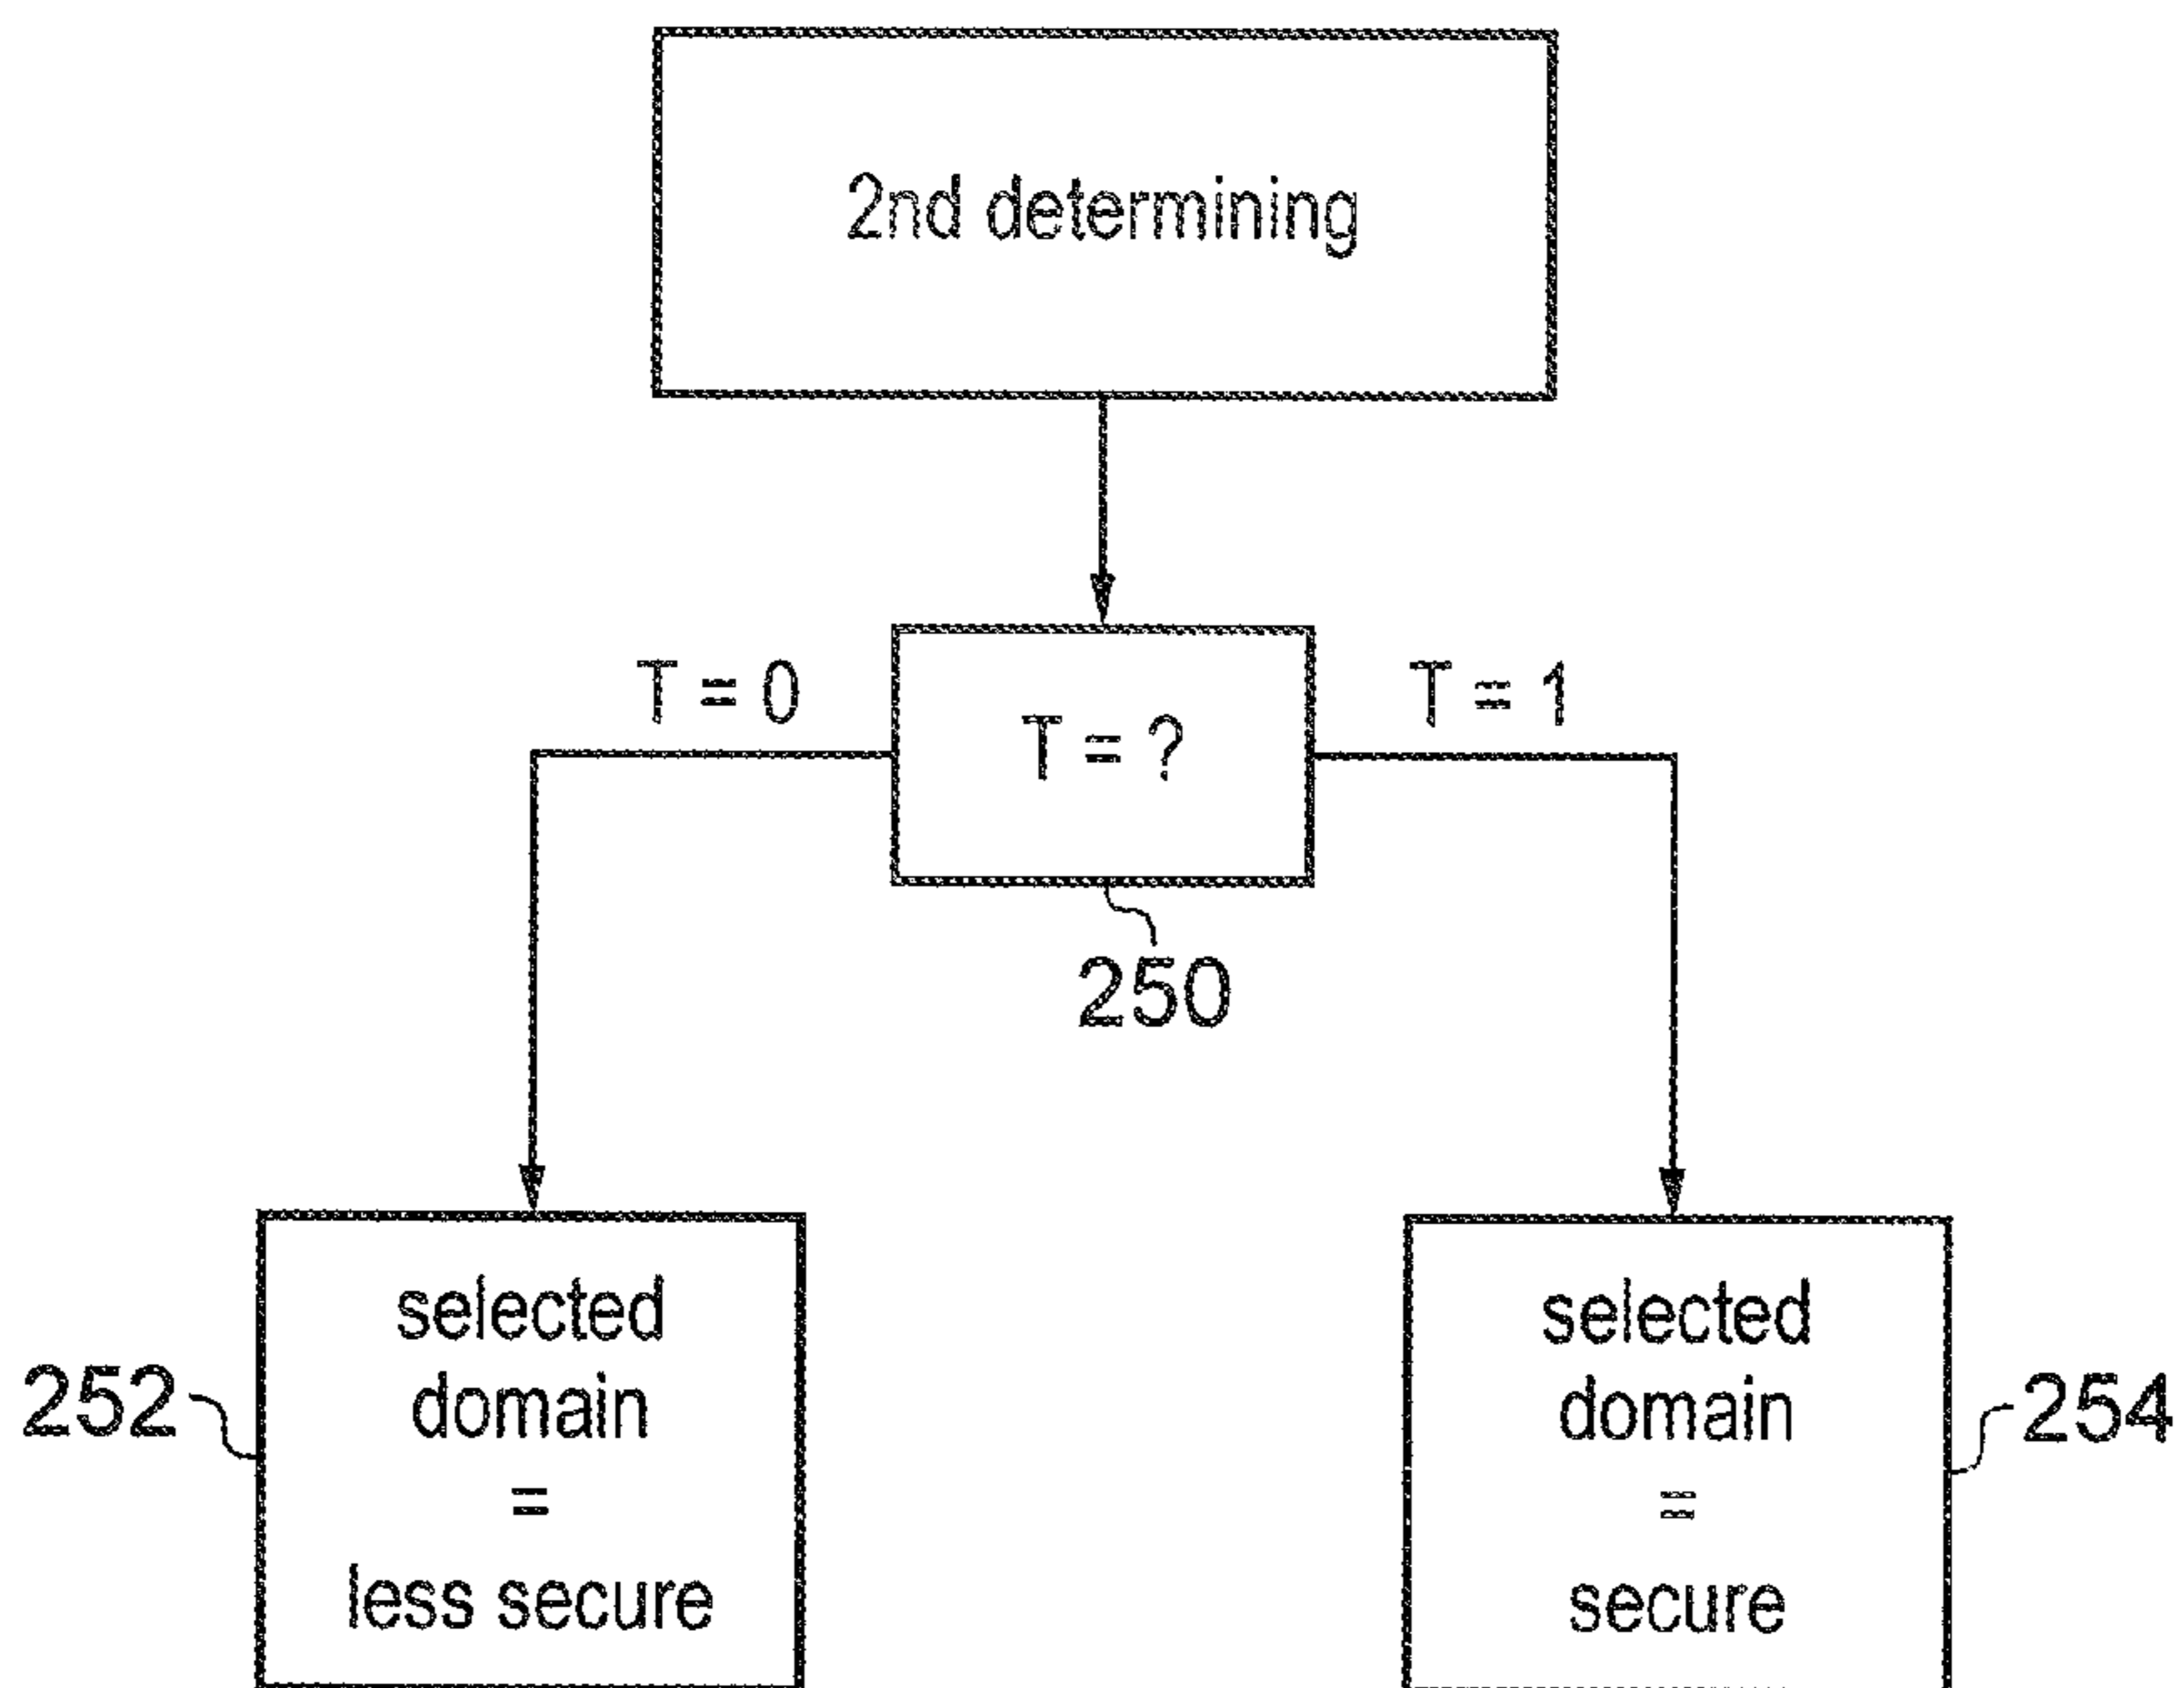 2nd determining
T = 0
T = ?
T = 1
250
selected
domain
=
less secure
252
selected
domain
=
secure
254